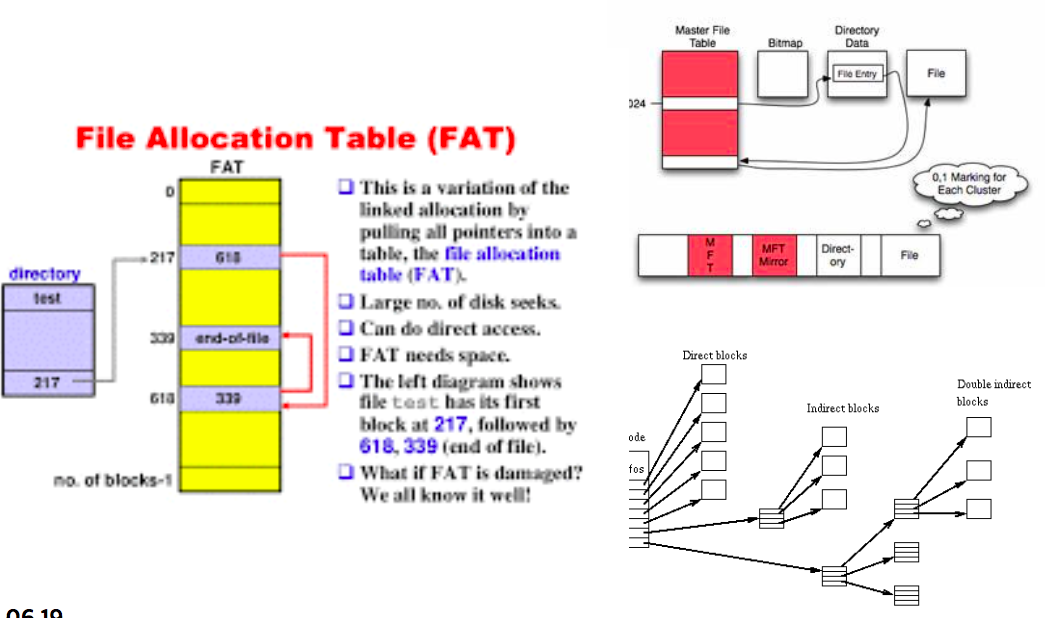 File Allocation Table (FAT)
FAT
0
217
618
directory
test
217
339
end-of-file
618
339
no. of blocks-1
This is a variation of the
linked allocation by
pulling all pointers into a
table, the file allocation
table (FAT).
Large no. of disk seeks.
Can do direct access.
FAT needs space.
The left diagram shows
file test has its first
block at 217, followed by
618, 339 (end of file).
What if FAT is damaged?
We all know it well!
Master File
Table
Bitmap
Directory
Data
File Entry
File
024
0,1 Marking for
Each Cluster
M
F
T
MFT
Mirror
Direct-
ory
File
Direct blocks
Indirect blocks
Double indirect
blocks
ode
fos
06.19